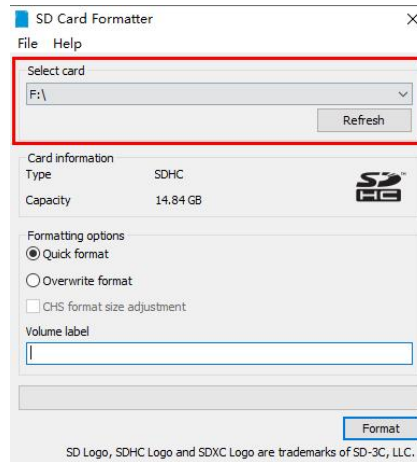 SD Card Formatter
File Help
Select card
F:\
Refresh
Card information
Type SDHC
Capacity 14.84 GB
SD HC
Formatting options
Quick format
Overwrite format
CHS format size adjustment
Volume label
Format
SD Logo, SDHC Logo and SDXC Logo are trademarks of SD-3C, LLC.